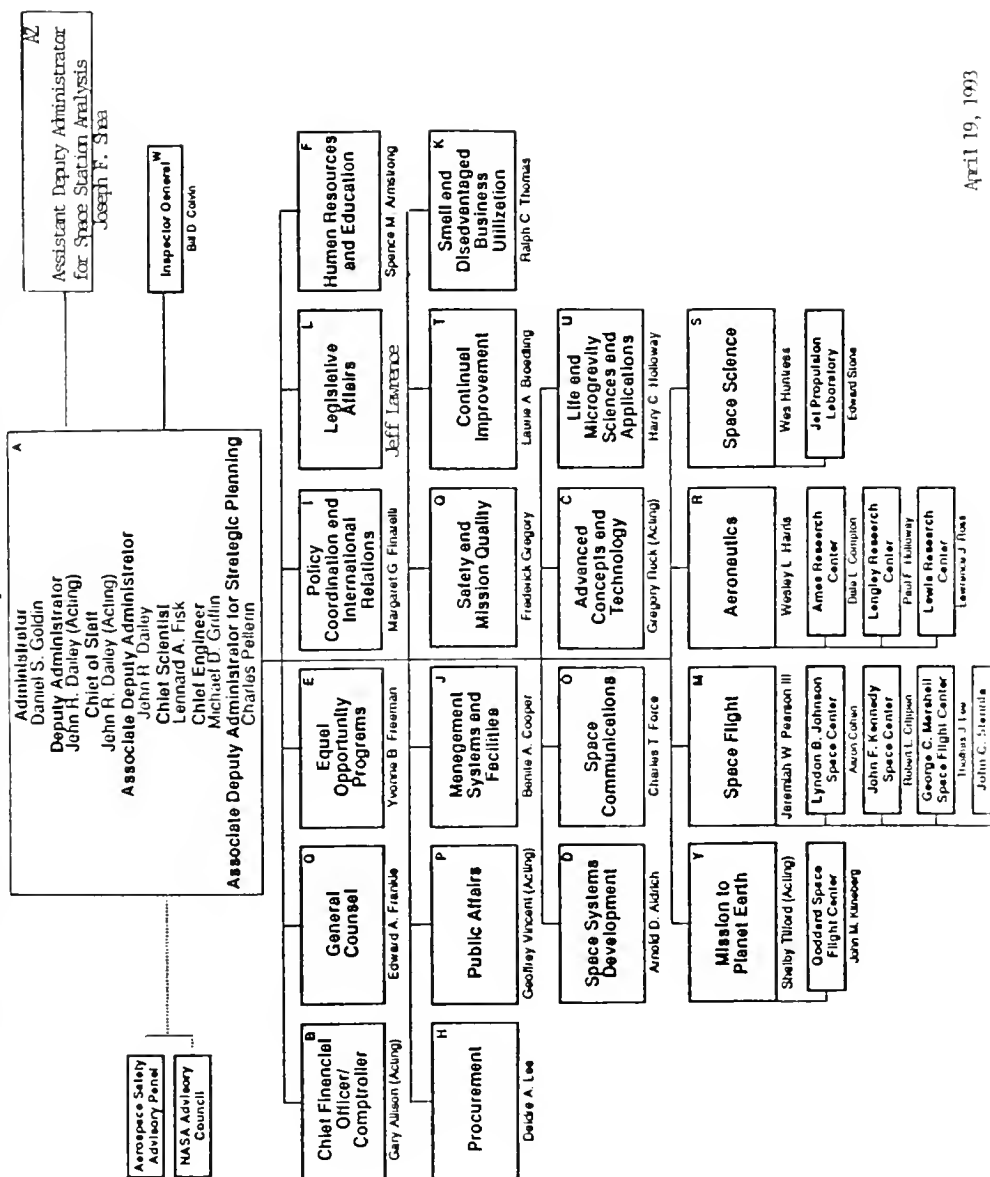 A
Administrator
Daniel S. Goldin
Deputy Administrator
John R. Dailey (Acting)
Chief of Staff
John R. Dailey (Acting)
Associate Deputy Administrator
John R. Dailey
Chief Scientist
Lennard A. Fisk
Chief Engineer
Michael D. Griffin
Associate Deputy Administrator for Strategic Planning
Charles Pellerin
AZ
Assistant Deputy Administrator
for Space Station Analysis
Joseph F. Shea
W
Inspector General
Bill D. Colvin
Aerospace Safety
Advisory Panel
NASA Advisory
Council
B
Chief Financial
Officer/
Comptroller
Gary Allison (Acting)
G
General
Counsel
Edward A. Frankle
E
Equal
Opportunity
Programs
Yvonne B. Freeman
I
Policy
Coordination and
International
Relations
Margaret G. Finarelli
L
Legislative
Affairs
Jeff Lawrence
F
Human Resources
and Education
Spence M. Armstrong
H
Procurement
Deidre A. Lee
P
Public Affairs
Geoffrey Vincent (Acting)
J
Management
Systems and
Facilities
Benita A. Cooper
Q
Safety and
Mission Quality
Frederick Gregory
T
Continual
Improvement
Laurie A. Broedling
K
Small and
Disadvantaged
Business
Utilization
Ralph C. Thomas
D
Space Systems
Development
Arnold D. Aldrich
O
Space
Communications
Charles T. Force
C
Advanced
Concepts and
Technology
Gregory Reck (Acting)
U
Life and
Microgravity
Sciences and
Applications
Harry C. Holloway
Y
Mission to
Planet Earth
Shelby Tilford (Acting)
Goddard Space
Flight Center
John M. Klineberg
M
Space Flight
Jeremiah W. Pearson III
Lyndon B. Johnson
Space Center
Aaron Cohen
John F. Kennedy
Space Center
Robert L. Crippen
George C. Marshall
Space Flight Center
Thomas J. Lee
R
Aeronautics
Wesley L. Harris
Ames Research
Center
Dale L. Compton
Langley Research
Center
Paul F. Holloway
Lewis Research
Center
Lawrence J. Ross
S
Space Science
Wes Huntress
Jet Propulsion
Laboratory
Edward Stone
April 19, 1993